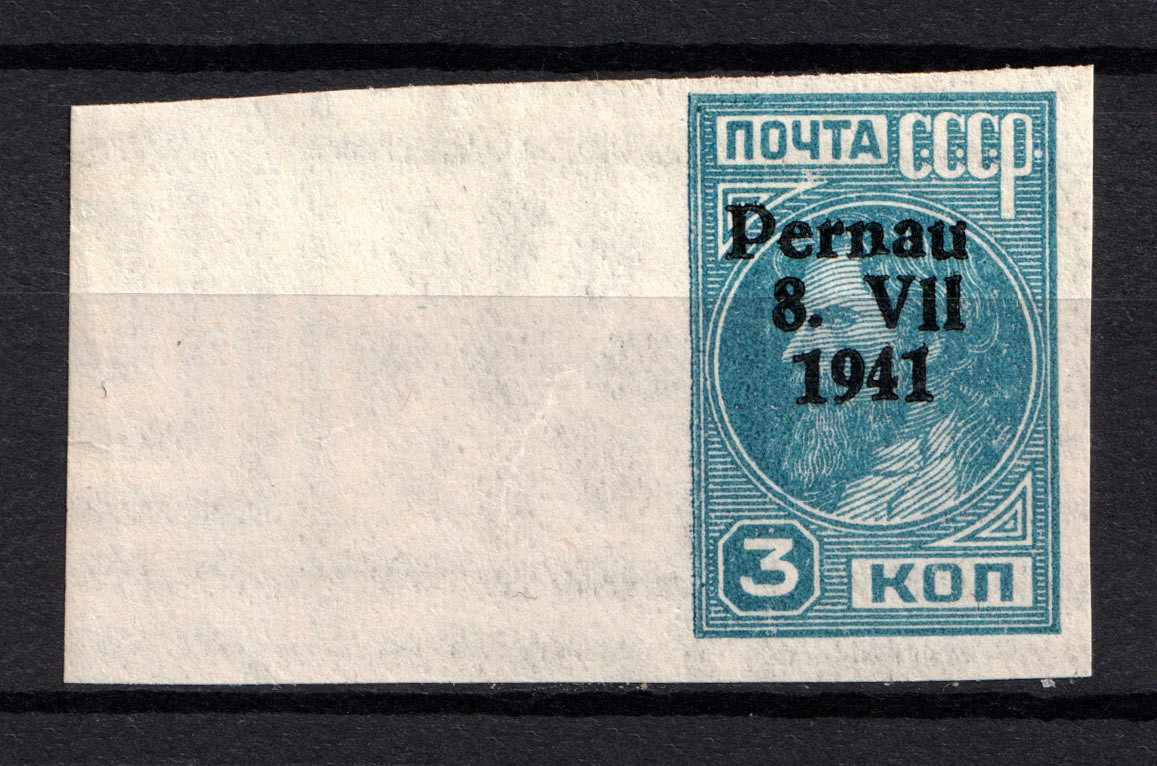 ПОЧТА СССР
Pernau
8. VII
1941
3 КОП